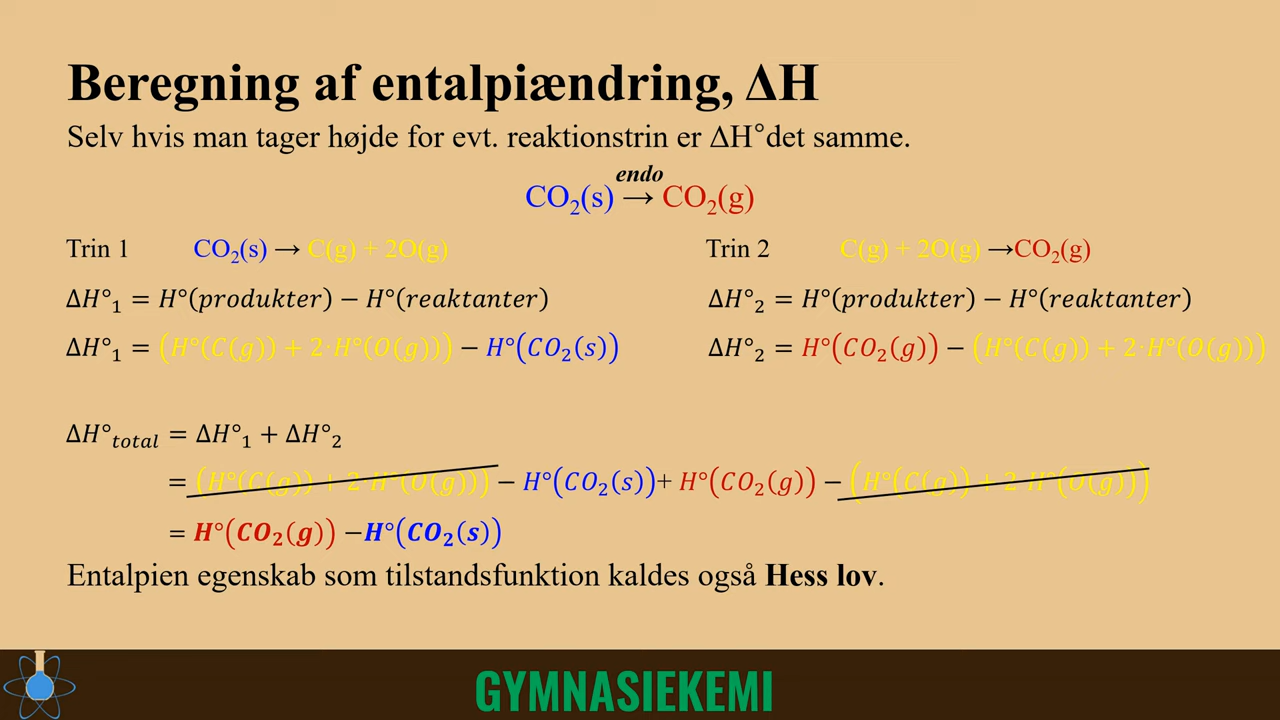 Beregning af entalpiændring, ΔH
Selv hvis man tager højde for evt. reaktionstrin er ΔH°det samme.
endo
CO₂(s) → CO₂(g)
Trin 1 CO₂(s) → C(g) + 2O(g)
Trin 2 C(g) + 2O(g) →CO₂(g)
ΔH°₁ = H°(produkter) − H°(reaktanter)
ΔH°₂ = H°(produkter) − H°(reaktanter)
ΔH°₁ = (H°(C(g)) + 2·H°(O(g))) − H°(CO₂(s))
ΔH°₂ = H°(CO₂(g)) − (H°(C(g)) + 2·H°(O(g)))
ΔH°total = ΔH°₁ + ΔH°₂
= (H°(C(g)) + 2·H°(O(g))) − H°(CO₂(s))+ H°(CO₂(g)) − (H°(C(g)) + 2·H°(O(g)))
= H°(CO₂(g)) −H°(CO₂(s))
Entalpien egenskab som tilstandsfunktion kaldes også Hess lov.
GYMNASIEKEMI